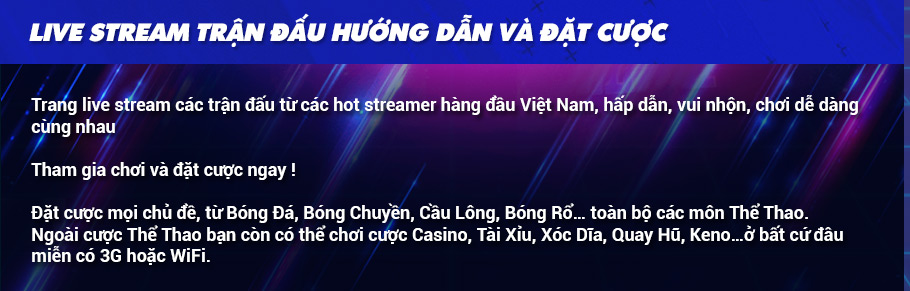 LIVE STREAM TRẬN ĐẤU HƯỚNG DẪN VÀ ĐẶT CƯỢC
Trang live stream các trận đấu từ các hot streamer hàng đầu Việt Nam, hấp dẫn, vui nhộn, chơi dễ dàng
cùng nhau
Tham gia chơi và đặt cược ngay !
Đặt cược mọi chủ đề, từ Bóng Đá, Bóng Chuyền, Cầu Lông, Bóng Rổ... toàn bộ các môn Thể Thao.
Ngoài cược Thể Thao bạn còn có thể chơi cược Casino, Tài Xỉu, Xóc Dĩa, Quay Hũ, Keno...ở bất cứ đâu
miễn có 3G hoặc WiFi.